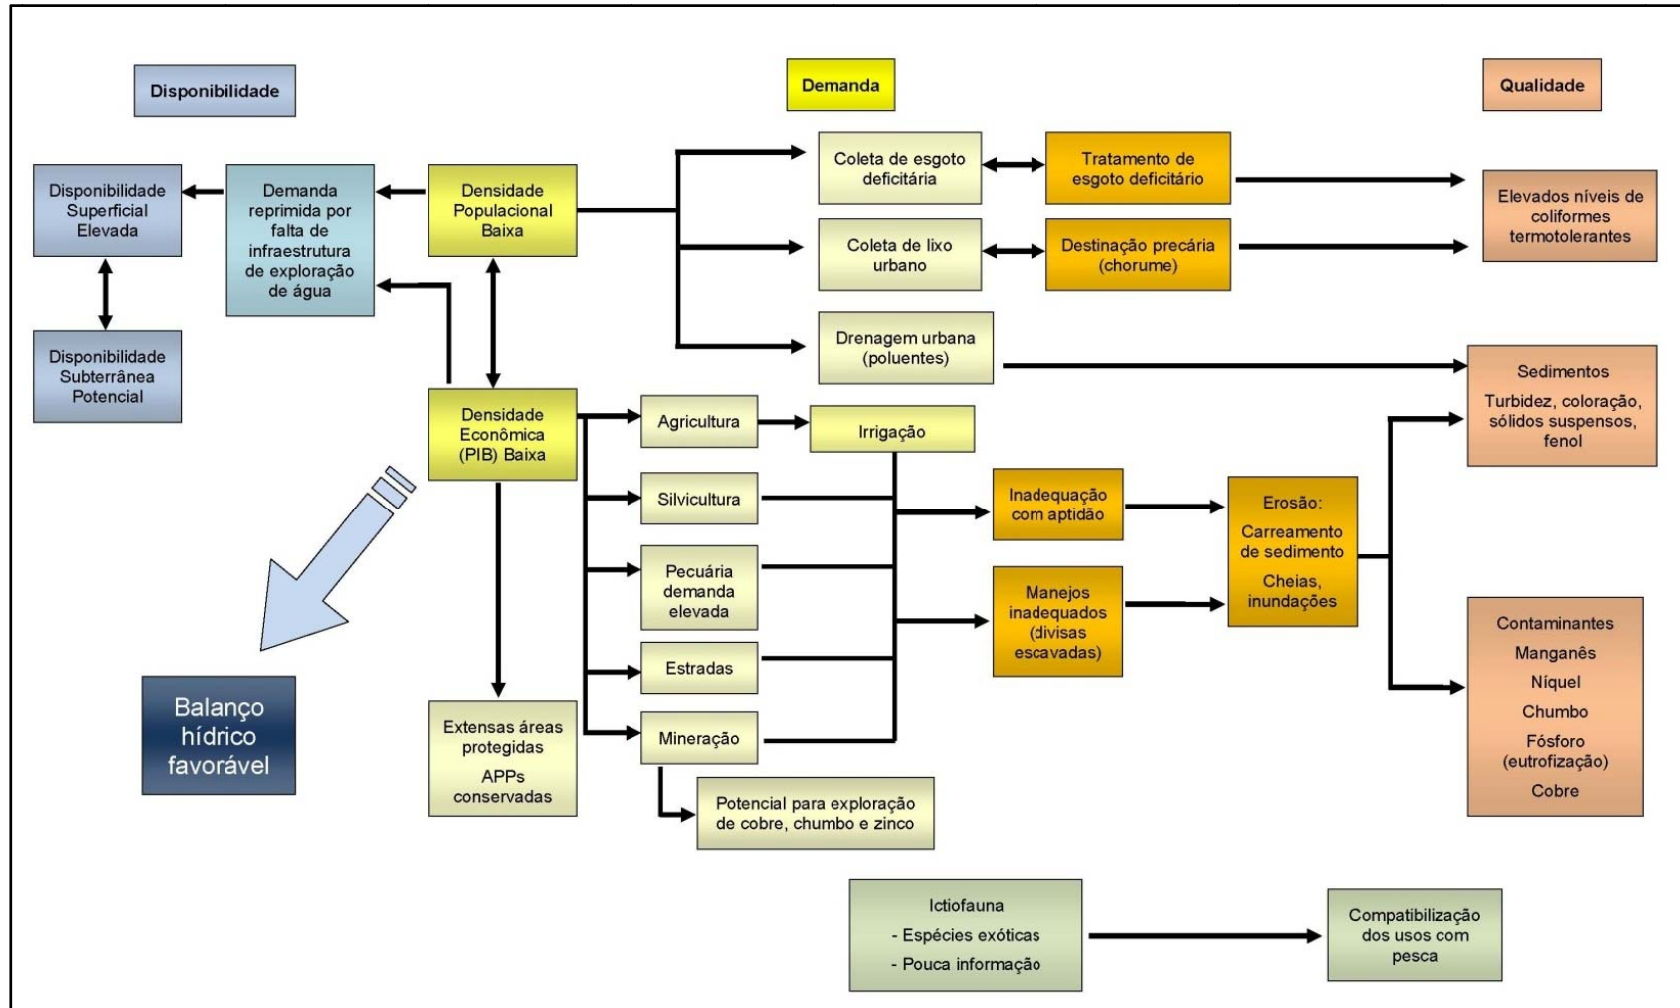 Disponibilidade
Demanda
Qualidade
Disponibilidade
Superficial
Elevada
Demanda
reprimida por
falta de
infraestrutura
de exploração
de água
Densidade
Populacional
Baixa
Coleta de esgoto
deficitária
Tratamento de
esgoto deficitário
Elevados níveis de
coliformes
termotolerantes
Coleta de lixo
urbano
Destinação precária
(chorume)
Disponibilidade
Subterrânea
Potencial
Drenagem urbana
(poluentes)
Sedimentos
Turbidez, coloração,
sólidos suspensos,
fenol
Densidade
Econômica
(PIB) Baixa
Agricultura
Irrigação
Silvicultura
Inadequação
com aptidão
Erosão:
Carreamento
de sedimento
Cheias,
inundações
Pecuária
demanda
elevada
Manejos
inadequados
(divisas
escavadas)
Contaminantes
Manganês
Níquel
Chumbo
Fósforo
(eutrofização)
Cobre
Estradas
Balanço
hídrico
favorável
Extensas áreas
protegidas
APPs
conservadas
Mineração
Potencial para exploração
de cobre, chumbo e zinco
Ictiofauna
- Espécies exóticas
- Pouca informação
Compatibilização
dos usos com
pesca